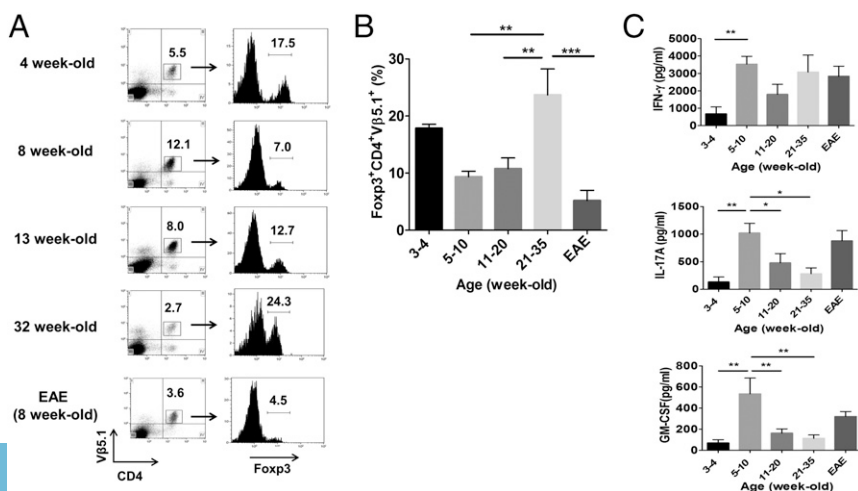 A
4 week-old
5.5
17.5
8 week-old
12.1
7.0
13 week-old
8.0
12.7
32 week-old
2.7
24.3
EAE
(8 week-old)
3.6
4.5
Vβ5.1
CD4
Foxp3
B
Foxp3⁺CD4⁺Vβ5.1⁺ (%)
30
20
10
0
**
** ***
3-4
5-10
11-20
21-35
EAE
Age (week-old)
C
IFN-γ (pg/ml)
6000
5000
4000
3000
2000
1000
0
**
3-4
5-10
11-20
21-35
EAE
Age (week-old)
IL-17A (pg/ml)
1500
1000
500
0
*
** *
3-4
5-10
11-20
21-35
EAE
Age (week-old)
GM-CSF(pg/ml)
800
600
400
200
0
**
** **
3-4
5-10
11-20
21-35
EAE
Age (week-old)